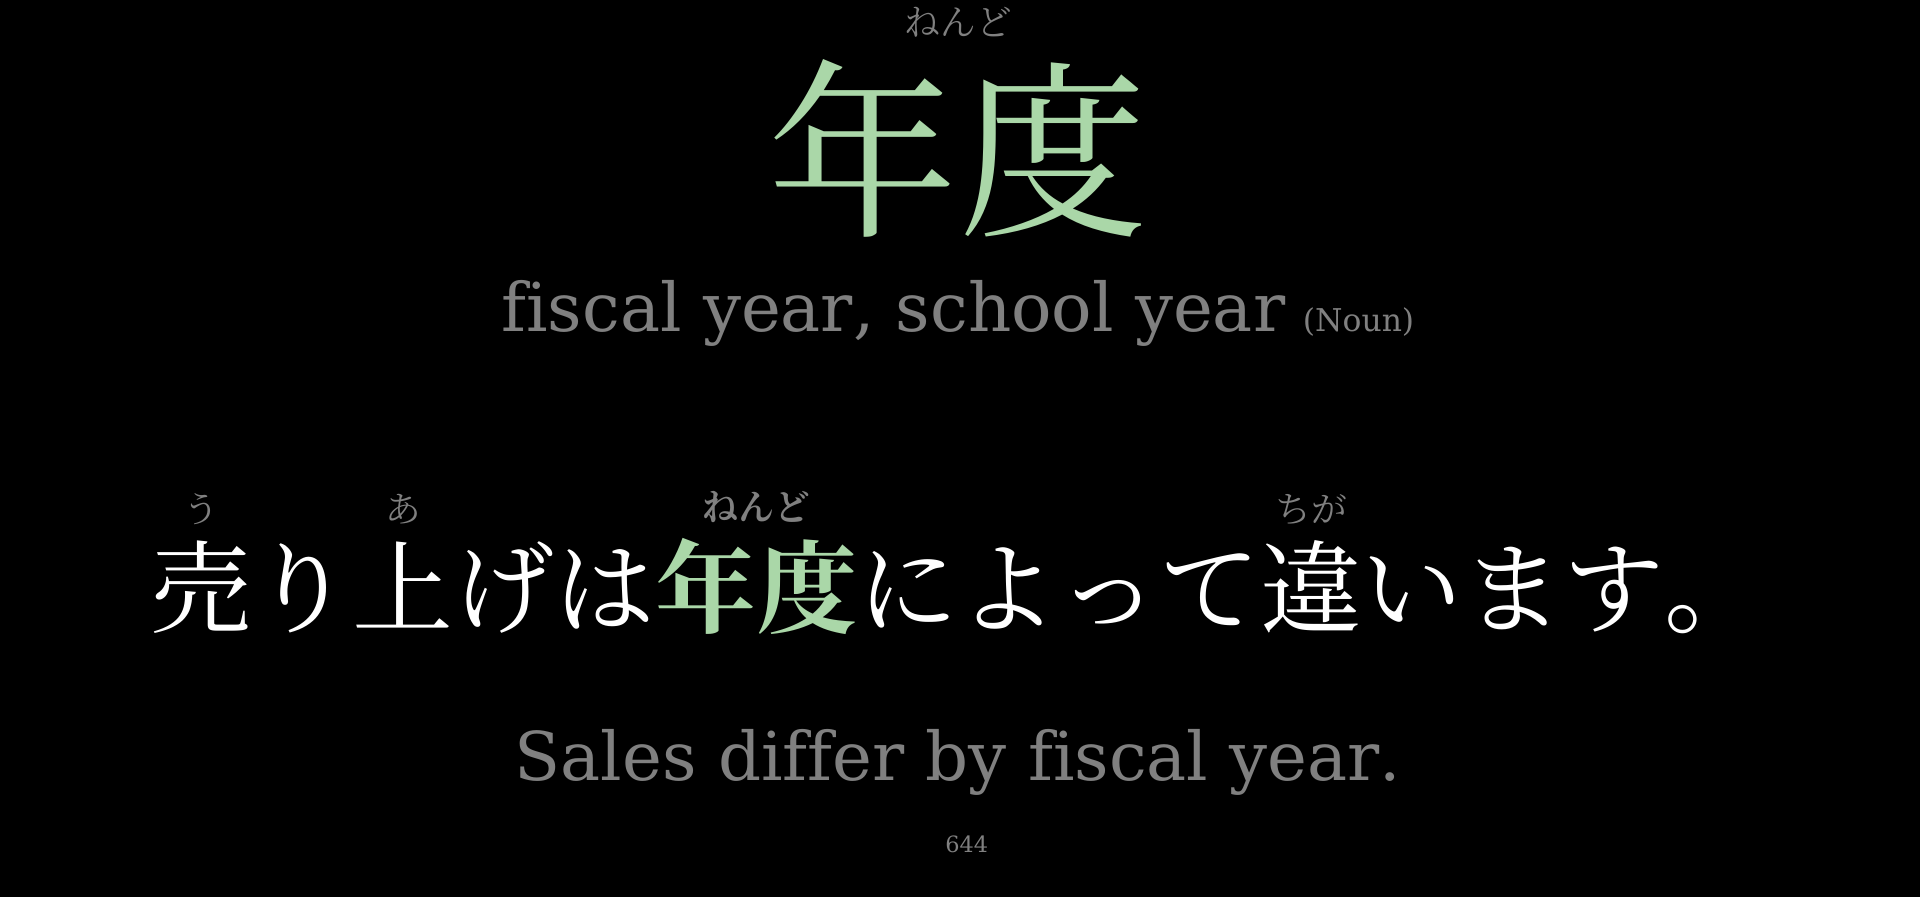 ねんど
年度
fiscal year, school year (Noun)
う あ ねんど ちが
売り上げは年度によって違います。
Sales differ by fiscal year.
644